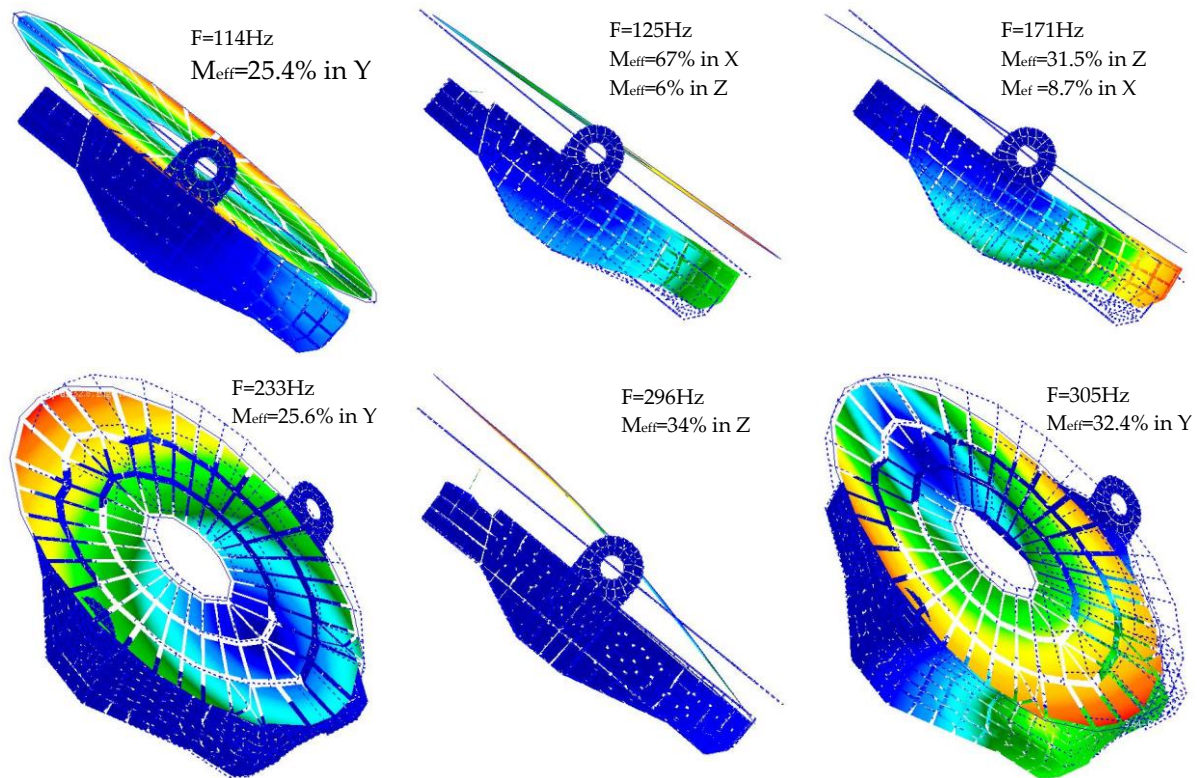 F=114Hz
Meff=25.4% in Y
F=125Hz
Meff=67% in X
Meff=6% in Z
F=171Hz
Meff=31.5% in Z
Mef =8.7% in X
F=233Hz
Meff=25.6% in Y
F=296Hz
Meff=34% in Z
F=305Hz
Meff=32.4% in Y